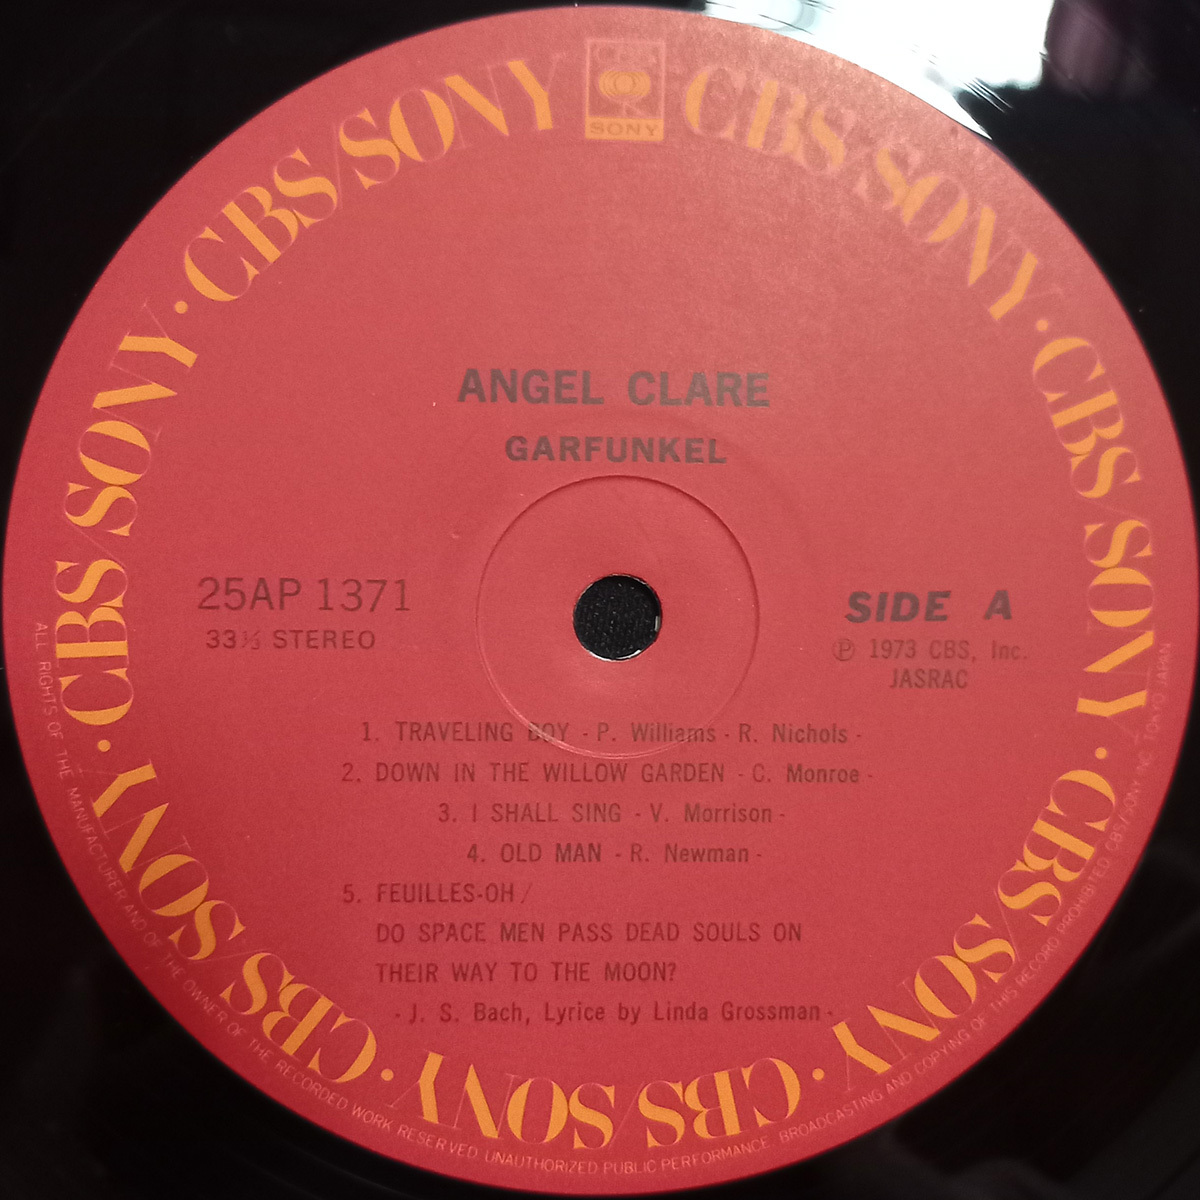 CBS
SONY
CBS/SONY · CBS/SONY · CBS/SONY · CBS/SONY · CBS/SONY · CBS/SONY · CBS/SONY
ANGEL CLARE
GARFUNKEL
25AP 1371
33⅓ STEREO
SIDE A
Ⓟ 1973 CBS, Inc.
JASRAC
1. TRAVELING BOY - P. Williams - R. Nichols -
2. DOWN IN THE WILLOW GARDEN - C. Monroe -
3. I SHALL SING - V. Morrison -
4. OLD MAN - R. Newman -
5. FEUILLES-OH /
DO SPACE MEN PASS DEAD SOULS ON
THEIR WAY TO THE MOON?
- J. S. Bach, Lyrice by Linda Grossman -
ALL RIGHTS OF THE MANUFACTURER AND OF THE OWNER OF THE RECORDED WORK RESERVED. UNAUTHORIZED PUBLIC PERFORMANCE, BROADCASTING AND COPYING OF THIS RECORD PROHIBITED. CBS/SONY INC. TOKYO JAPAN